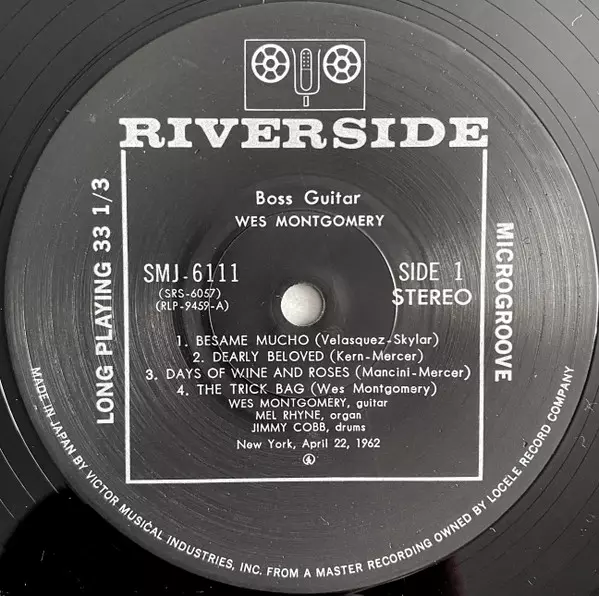 RIVERSIDE
Boss Guitar
WES MONTGOMERY
SMJ-6111
(SRS-6057)
(RLP-9459-A)
SIDE 1
STEREO
1. BESAME MUCHO (Velasquez-Skylar)
2. DEARLY BELOVED (Kern-Mercer)
3. DAYS OF WINE AND ROSES (Mancini-Mercer)
4. THE TRICK BAG (Wes Montgomery)
WES MONTGOMERY, guitar
MEL RHYNE, organ
JIMMY COBB, drums
New York, April 22, 1962
LONG PLAYING 33 1/3
MICROGROOVE
MADE IN JAPAN BY VICTOR MUSICAL INDUSTRIES, INC. FROM A MASTER RECORDING OWNED BY LOCELE RECORD COMPANY